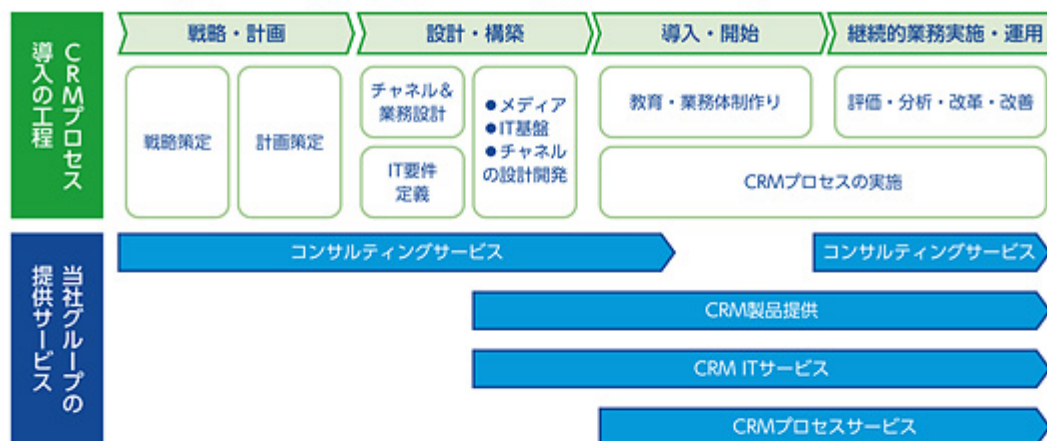 CRMプロセス
導入の工程
戦略・計画
設計・構築
導入・開始
継続的業務実施・運用
戦略策定
計画策定
チャネル＆
業務設計
IT要件
定義
●メディア
●IT基盤
●チャネル
の設計開発
教育・業務体制作り
評価・分析・改革・改善
CRMプロセスの実施
当社グループの
提供サービス
コンサルティングサービス
コンサルティングサービス
CRM製品提供
CRM ITサービス
CRMプロセスサービス